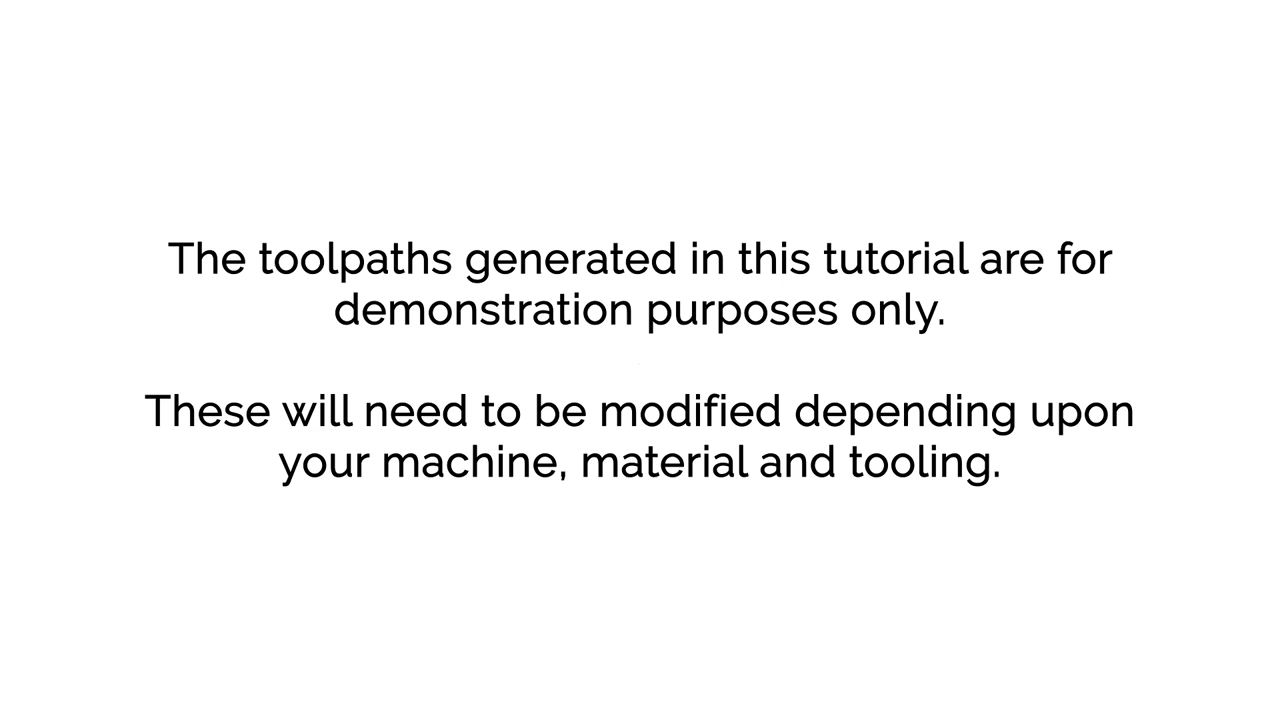 The toolpaths generated in this tutorial are for
demonstration purposes only.
These will need to be modified depending upon
your machine, material and tooling.